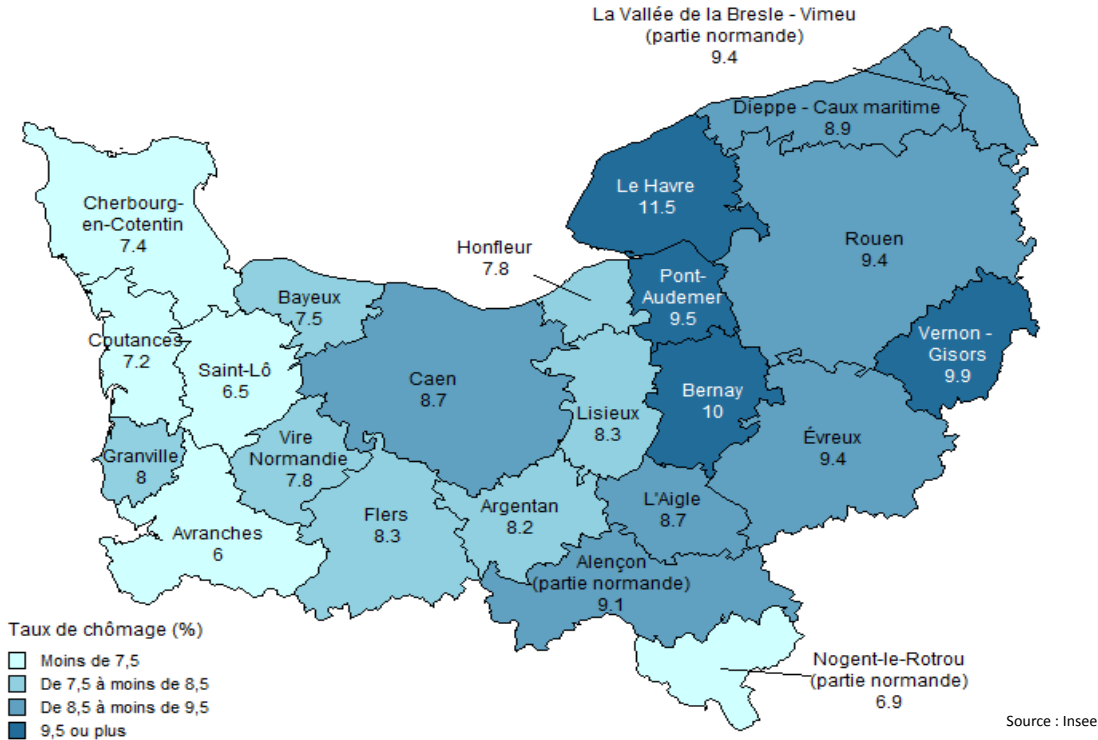 La Vallée de la Bresle - Vimeu
(partie normande)
9.4
Dieppe - Caux maritime
8.9
Le Havre
11.5
Cherbourg-
en-Cotentin
7.4
Rouen
9.4
Honfleur
7.8
Pont-
Audemer
9.5
Bayeux
7.5
Vernon -
Gisors
9.9
Coutances
7.2
Saint-Lô
6.5
Caen
8.7
Bernay
10
Lisieux
8.3
Vire
Normandie
7.8
Évreux
9.4
Granville
8
L'Aigle
8.7
Argentan
8.2
Flers
8.3
Avranches
6
Alençon
(partie normande)
9.1
Nogent-le-Rotrou
(partie normande)
6.9
Taux de chômage (%)
Moins de 7,5
De 7,5 à moins de 8,5
De 8,5 à moins de 9,5
9,5 ou plus
Source : Insee